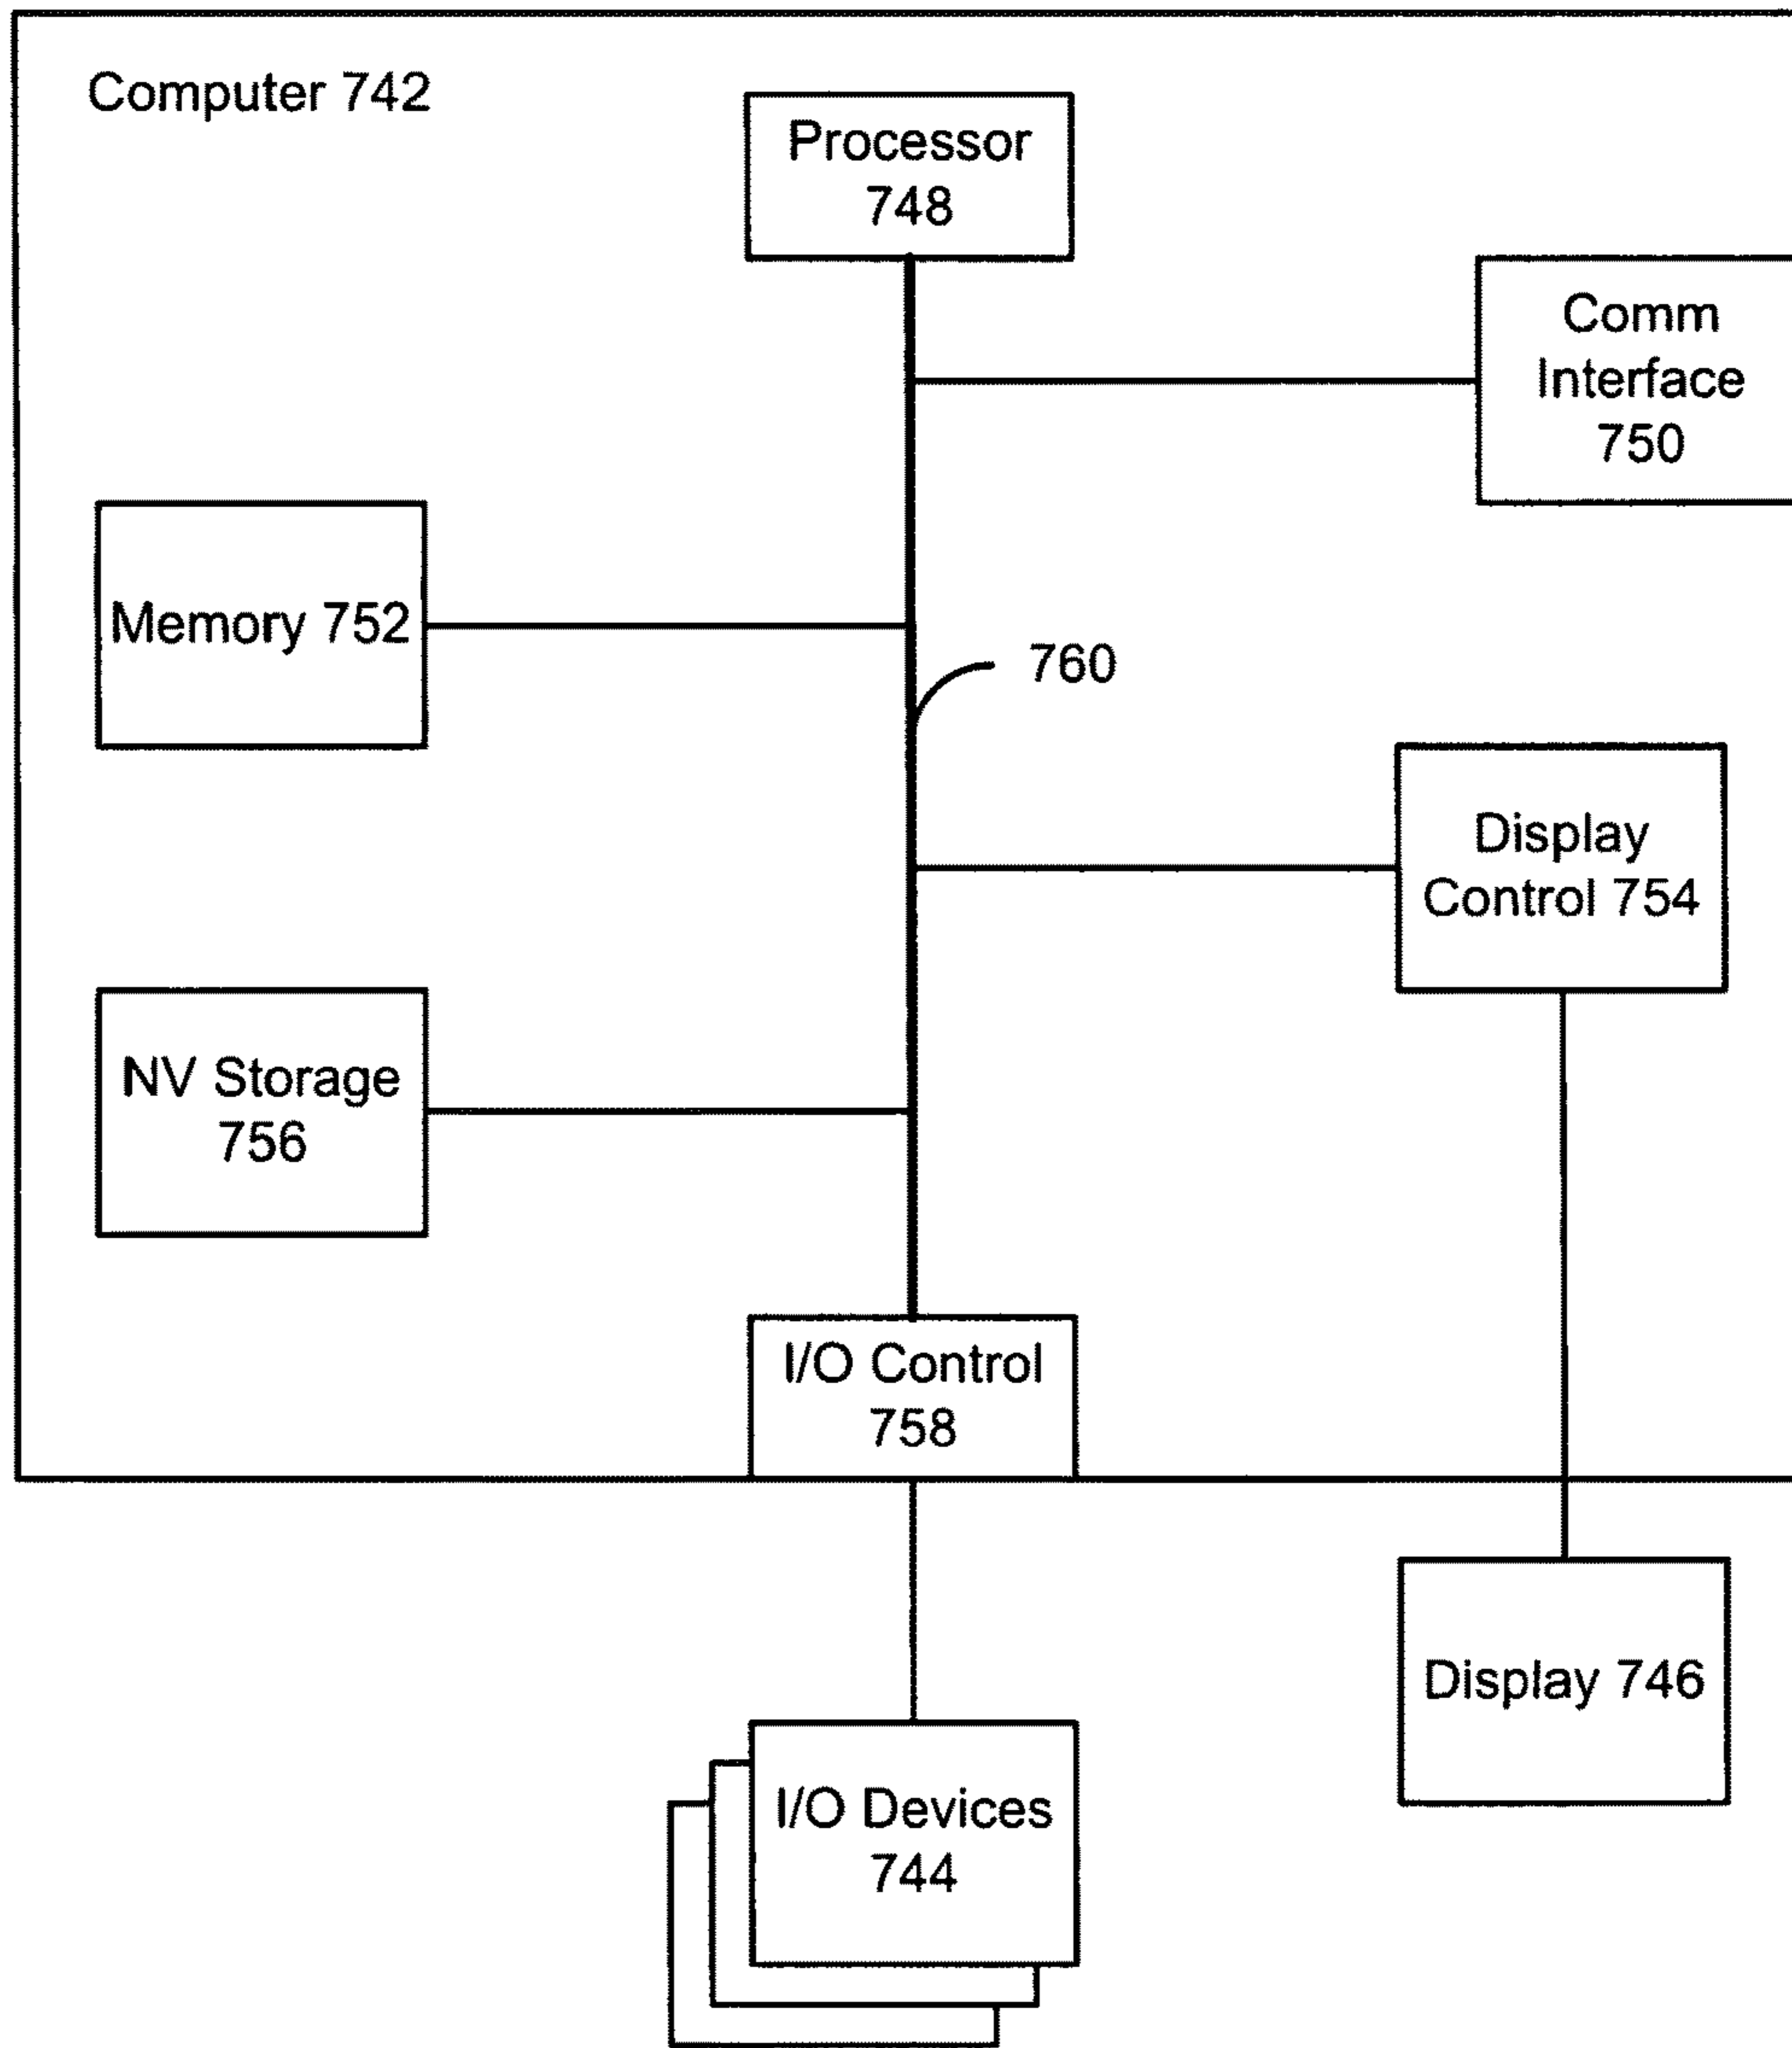 Computer 742
Processor
748
Comm
Interface
750
Memory 752
760
Display
Control 754
NV Storage
756
I/O Control
758
Display 746
I/O Devices
744